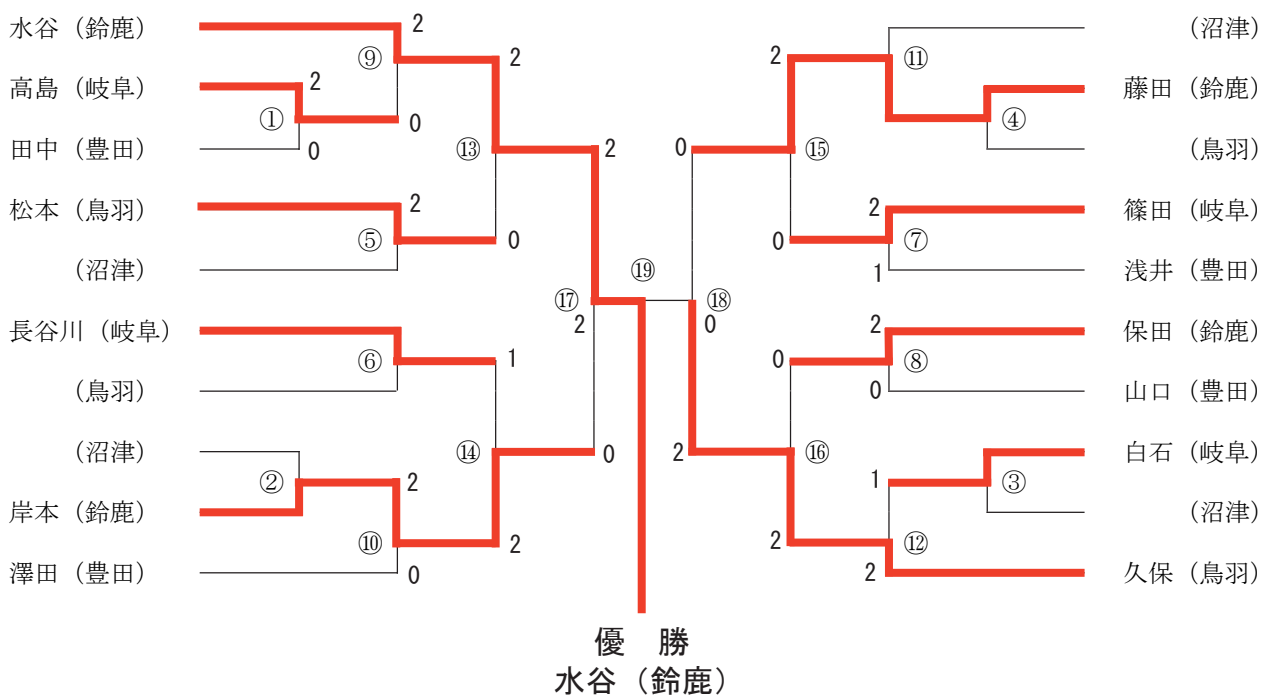 水谷（鈴鹿）
高島（岐阜）
田中（豊田）
松本（鳥羽）
（沼津）
長谷川（岐阜）
（鳥羽）
（沼津）
岸本（鈴鹿）
澤田（豊田）
2
⑨
2
①
0
0
2
⑬
2
⑤
0
2
⑰
2
⑥
1
⑭
0
②
2
⑩
2
0
⑲
（沼津）
藤田（鈴鹿）
（鳥羽）
篠田（岐阜）
浅井（豊田）
保田（鈴鹿）
山口（豊田）
白石（岐阜）
（沼津）
久保（鳥羽）
2
⑪
④
0
⑮
2
0
⑦
1
⑱
0
2
0
⑧
0
2
⑯
1
③
2
⑫
2
優　勝
水谷（鈴鹿）